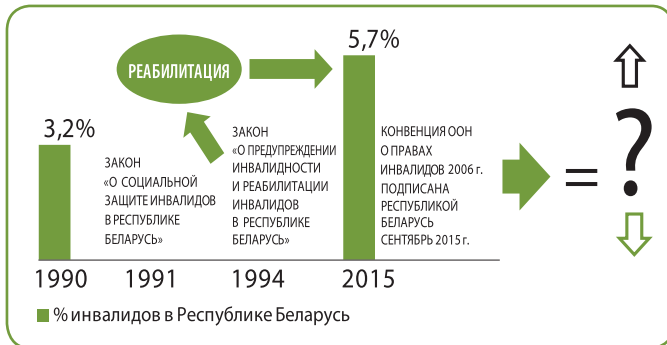 РЕАБИЛИТАЦИЯ
3,2%
ЗАКОН
«О СОЦИАЛЬНОЙ
ЗАЩИТЕ ИНВАЛИДОВ
В РЕСПУБЛИКЕ
БЕЛАРУСЬ»
ЗАКОН
«О ПРЕДУПРЕЖДЕНИИ
ИНВАЛИДНОСТИ
И РЕАБИЛИТАЦИИ
ИНВАЛИДОВ
В РЕСПУБЛИКЕ
БЕЛАРУСЬ»
5,7%
КОНВЕНЦИЯ ООН
О ПРАВАХ
ИНВАЛИДОВ 2006 г.
ПОДПИСАНА
РЕСПУБЛИКОЙ
БЕЛАРУСЬ
СЕНТЯБРЬ 2015 г.
= ?
1990 1991 1994 2015
% инвалидов в Республике Беларусь